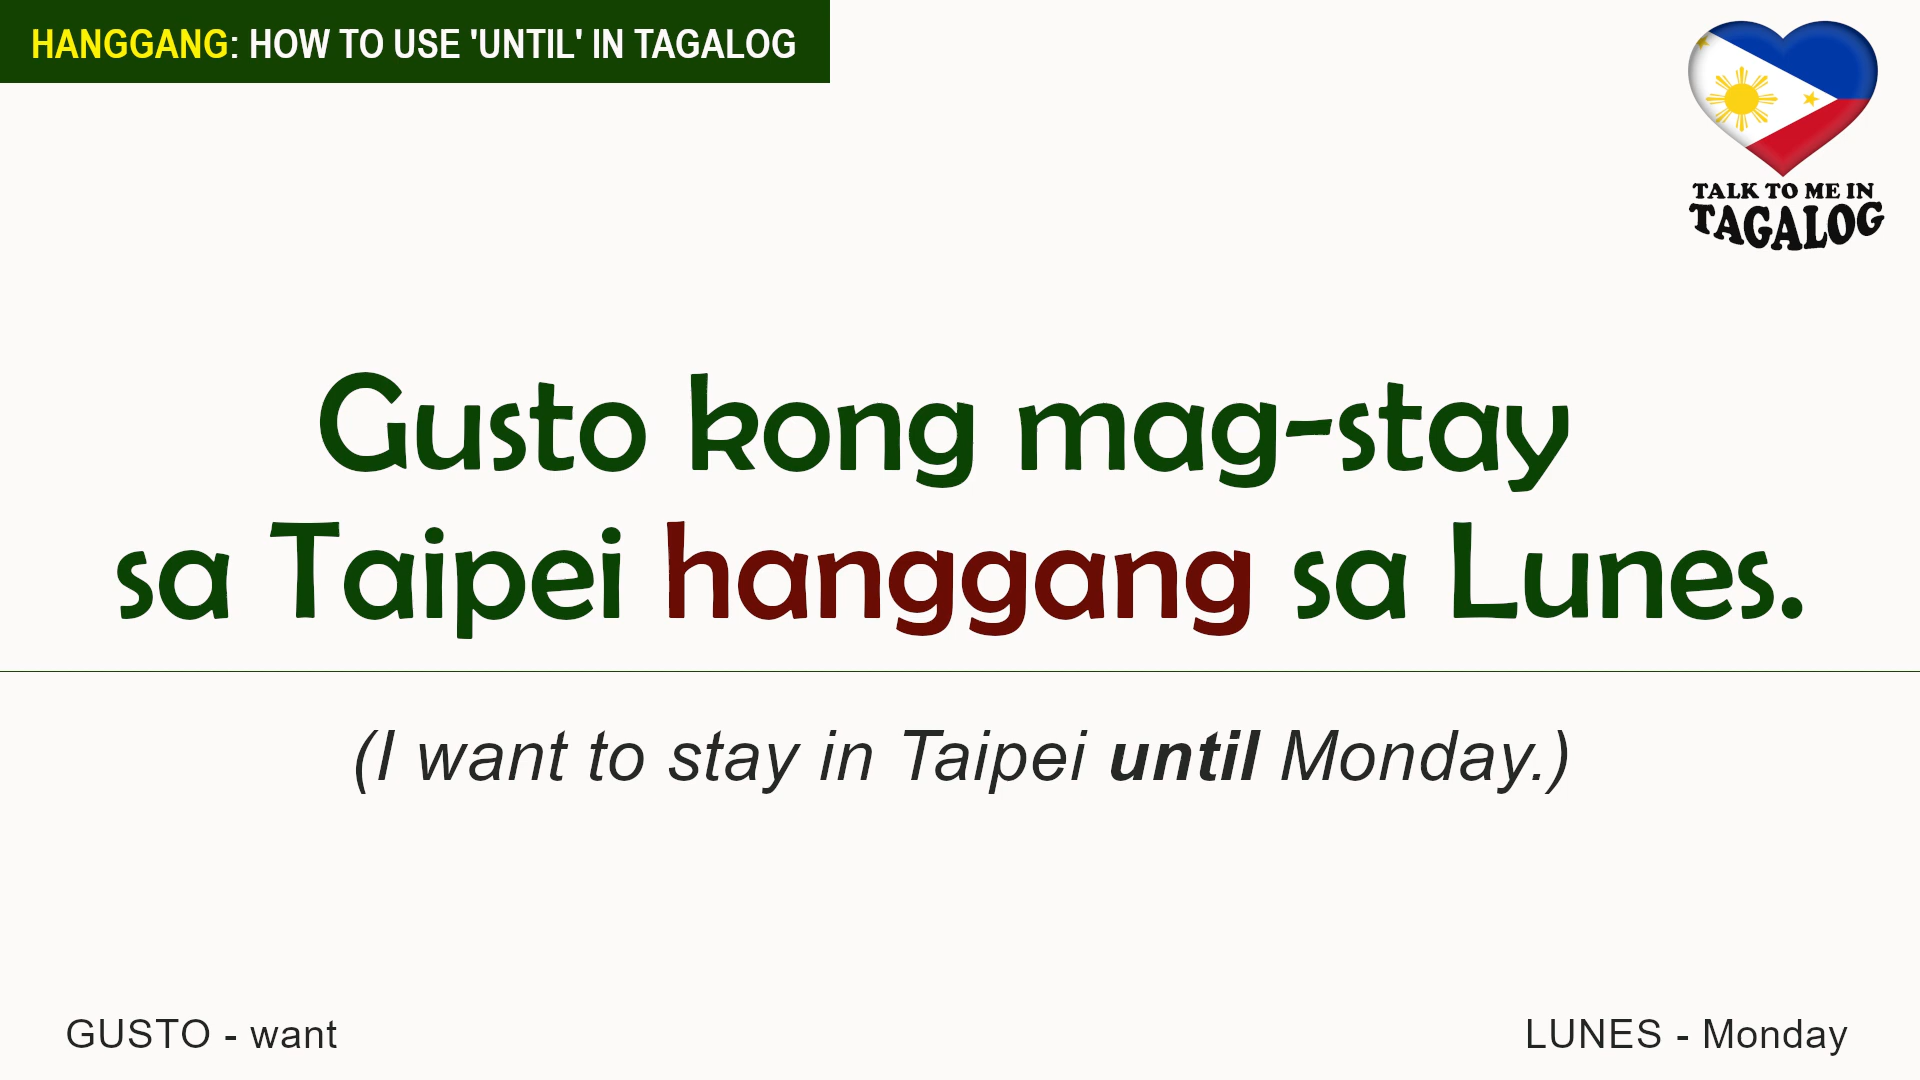 HANGGANG: HOW TO USE 'UNTIL' IN TAGALOG
TALK TO ME IN
TAGALOG
Gusto kong mag-stay
sa Taipei hanggang sa Lunes.
(I want to stay in Taipei until Monday.)
GUSTO - want
LUNES - Monday